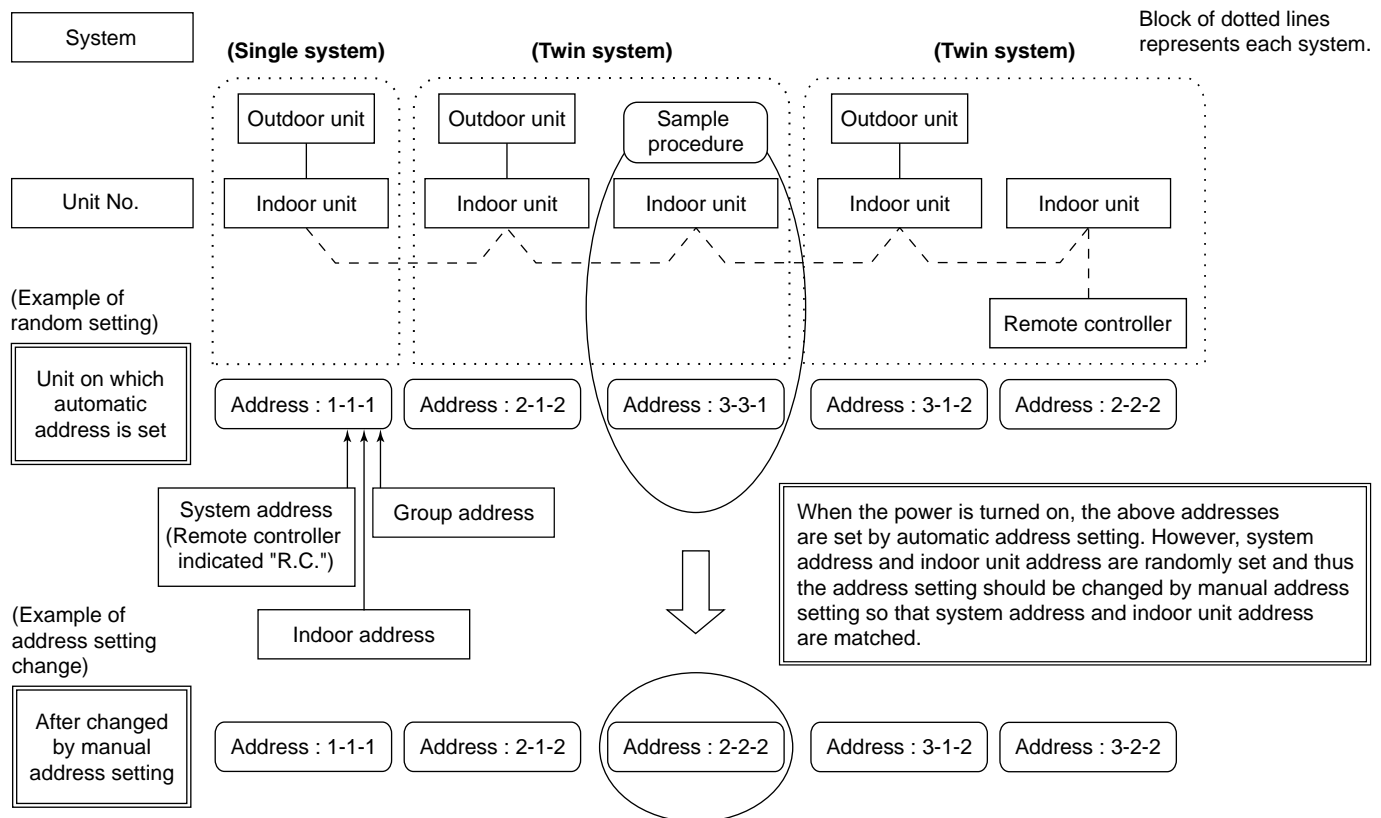 System
(Single system)
(Twin system)
(Twin system)
Block of dotted lines
represents each system.
Outdoor unit
Outdoor unit
Sample
procedure
Outdoor unit
Unit No.
Indoor unit
Indoor unit
Indoor unit
Indoor unit
Indoor unit
Remote controller
(Example of
random setting)
Unit on which
automatic
address is set
Address : 1-1-1
Address : 2-1-2
Address : 3-3-1
Address : 3-1-2
Address : 2-2-2
System address
(Remote controller
indicated "R.C.")
Group address
Indoor address
When the power is turned on, the above addresses
are set by automatic address setting. However, system
address and indoor unit address are randomly set and thus
the address setting should be changed by manual address
setting so that system address and indoor unit address
are matched.
(Example of
address setting
change)
After changed
by manual
address setting
Address : 1-1-1
Address : 2-1-2
Address : 2-2-2
Address : 3-1-2
Address : 3-2-2